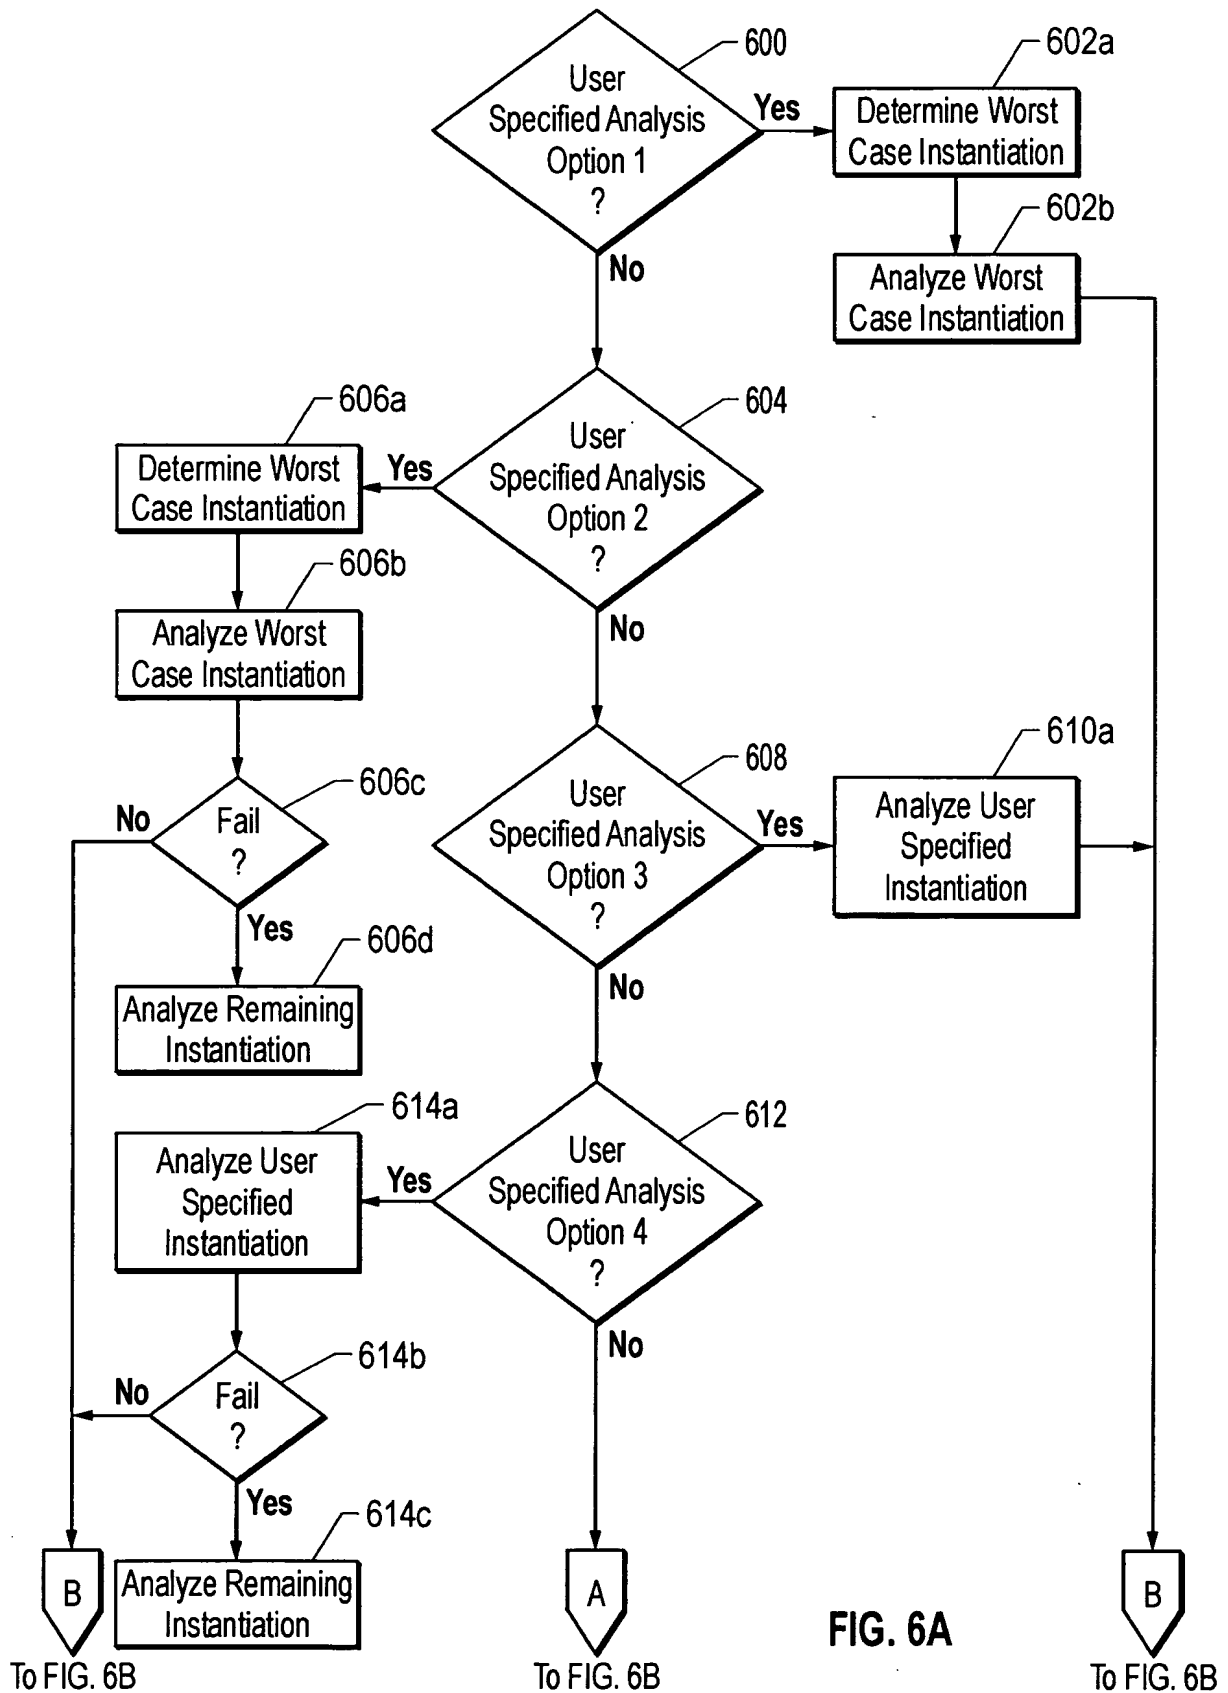 600
User
Specified Analysis
Option 1
?
Yes
No
602a
Determine Worst
Case Instantiation
602b
Analyze Worst
Case Instantiation
604
User
Specified Analysis
Option 2
?
Yes
No
606a
Determine Worst
Case Instantiation
606b
Analyze Worst
Case Instantiation
606c
Fail
?
No
Yes
606d
Analyze Remaining
Instantiation
608
User
Specified Analysis
Option 3
?
Yes
No
610a
Analyze User
Specified
Instantiation
612
User
Specified Analysis
Option 4
?
Yes
No
614a
Analyze User
Specified
Instantiation
614b
Fail
?
No
Yes
614c
Analyze Remaining
Instantiation
B
To FIG. 6B
A
To FIG. 6B
B
To FIG. 6B
FIG. 6A